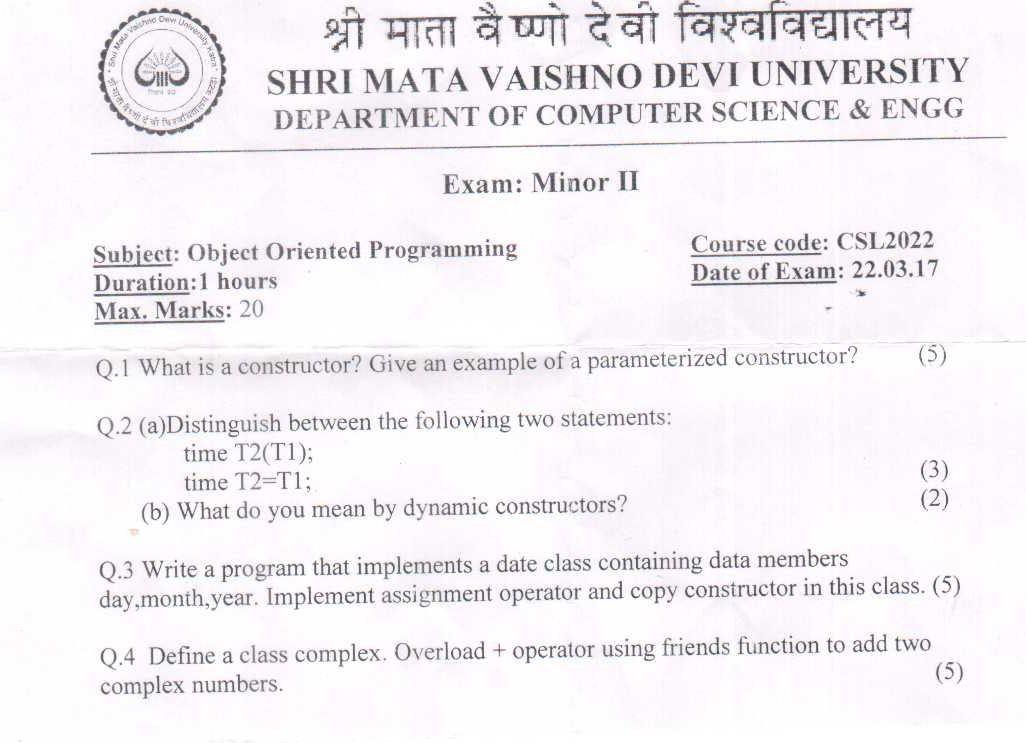 श्री माता वैष्णो देवी विश्वविद्यालय
SHRI MATA VAISHNO DEVI UNIVERSITY
DEPARTMENT OF COMPUTER SCIENCE & ENGG
Exam: Minor II
Subject: Object Oriented Programming
Course code: CSL2022
Duration:1 hours
Date of Exam: 22.03.17
Max. Marks: 20
Q.1 What is a constructor? Give an example of a parameterized constructor? (5)
Q.2 (a)Distinguish between the following two statements:
time T2(T1);
time T2=T1; (3)
(b) What do you mean by dynamic constructors? (2)
Q.3 Write a program that implements a date class containing data members
day,month,year. Implement assignment operator and copy constructor in this class. (5)
Q.4 Define a class complex. Overload + operator using friends function to add two
complex numbers. (5)